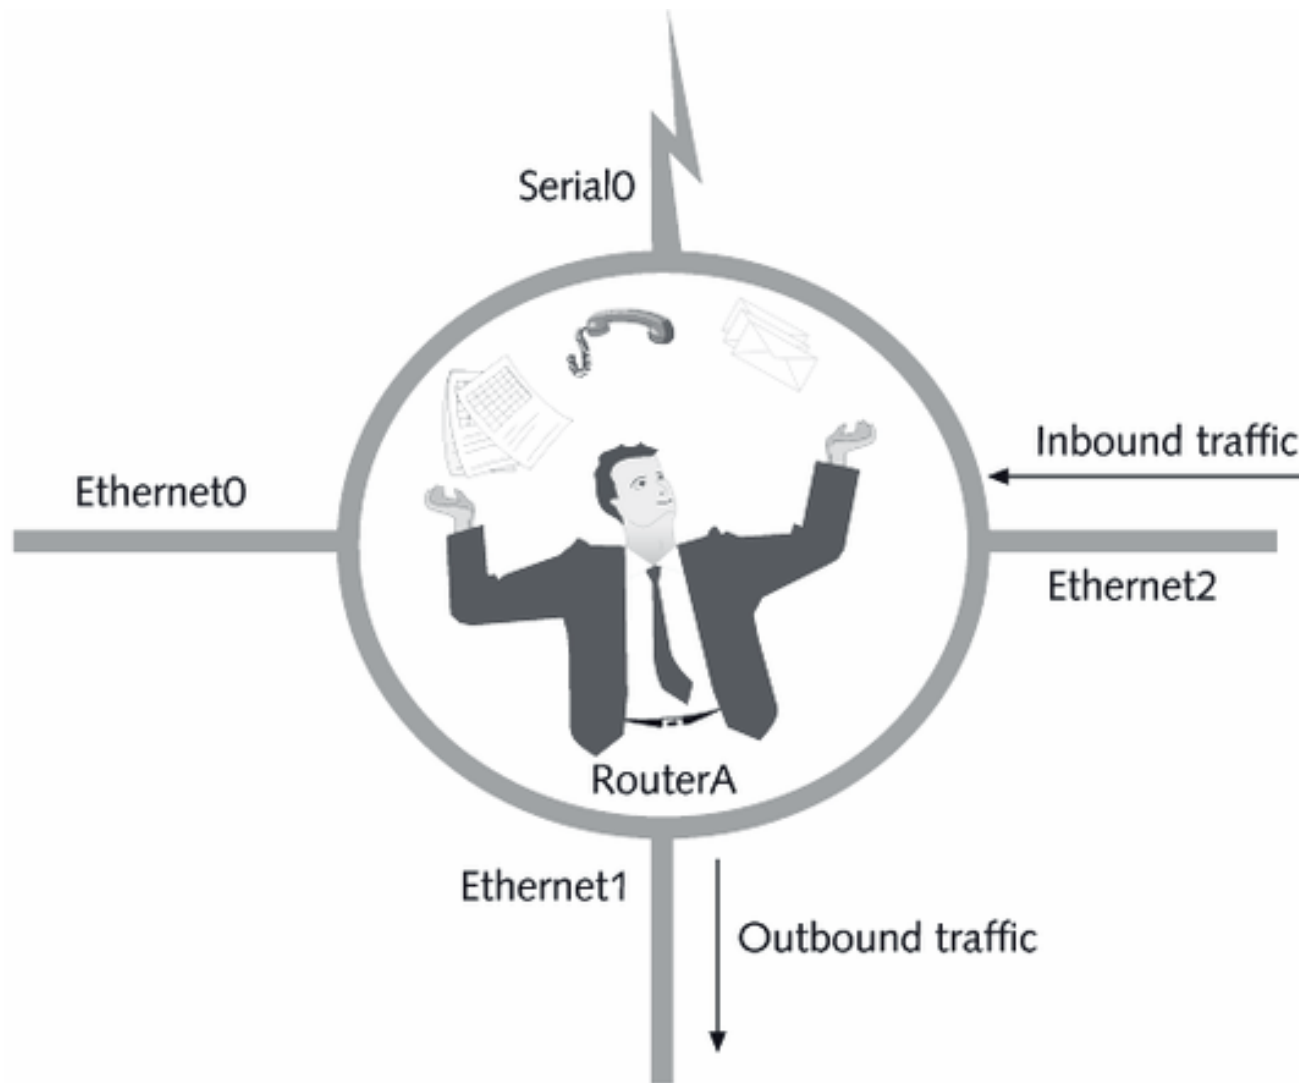 Serial0
Inbound traffic
Ethernet0
Ethernet2
RouterA
Ethernet1
Outbound traffic